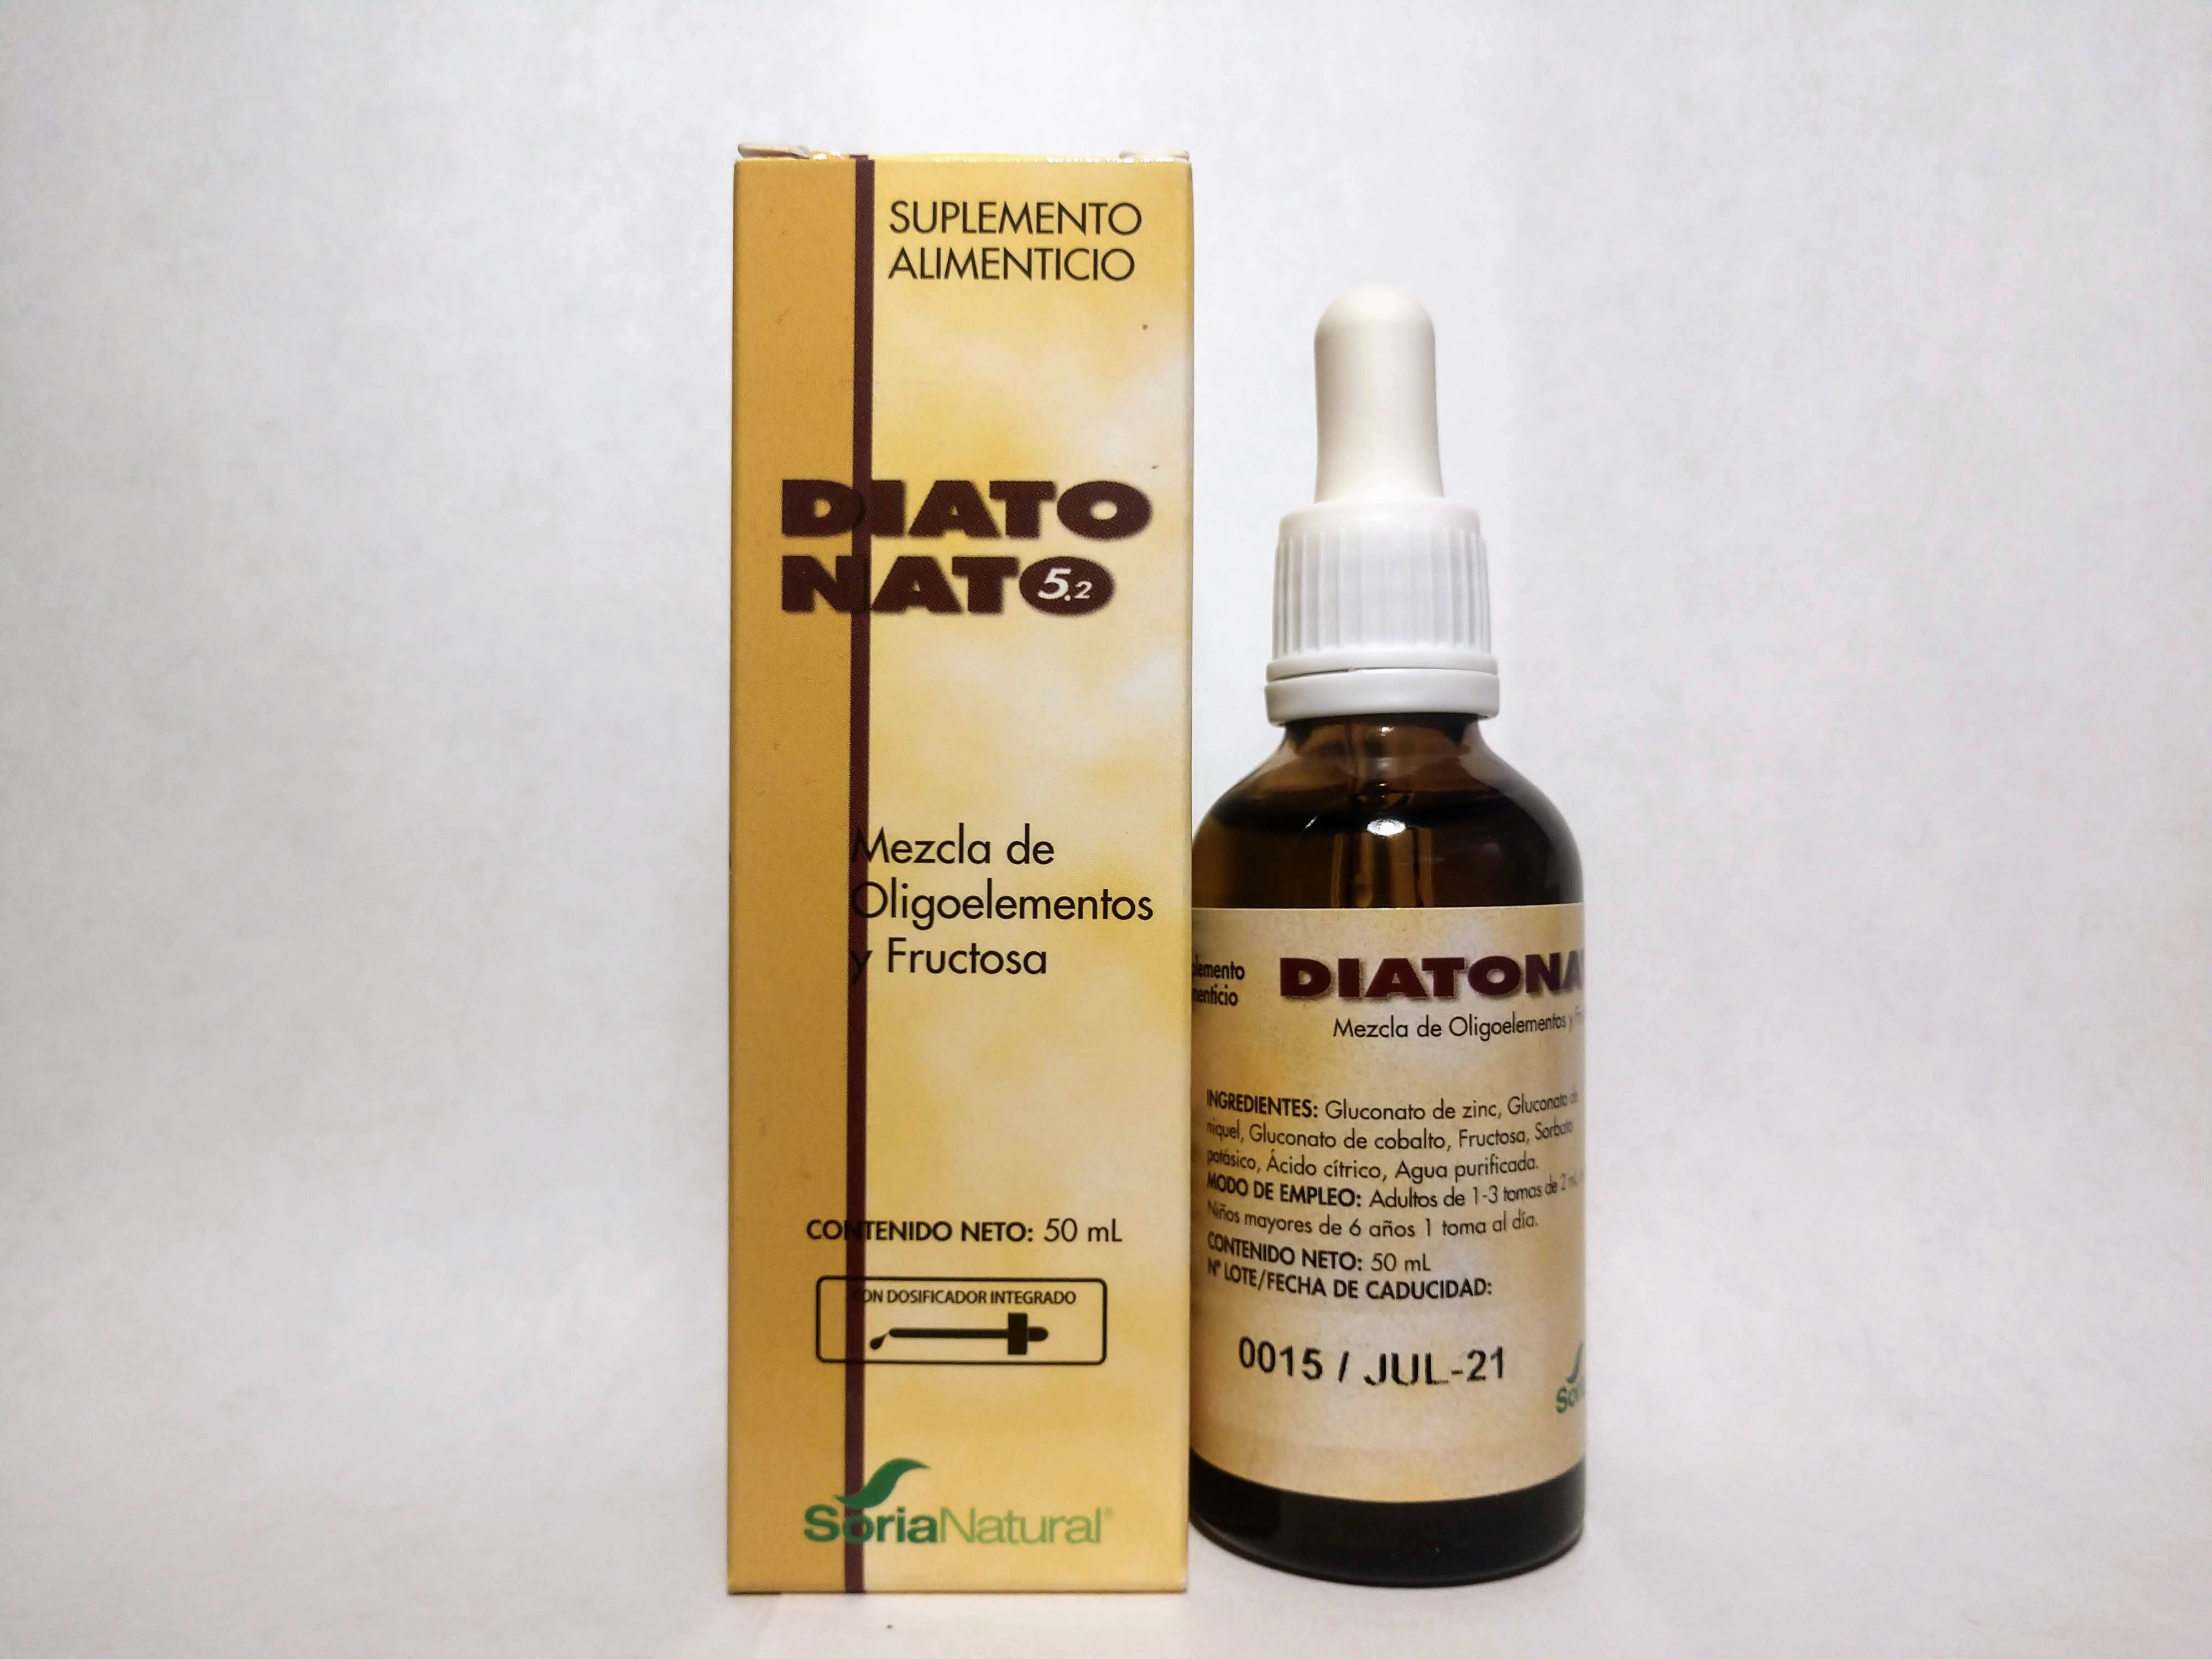 SUPLEMENTO
ALIMENTICIO
DIATO
NATO 5.2
Mezcla de
Oligoelementos
y Fructosa
CONTENIDO NETO: 50 mL
CON DOSIFICADOR INTEGRADO
SoriaNatural®
DIATONA
Mezcla de Oligoelementos y
INGREDIENTES: Gluconato de zinc, Gluconato de
niquel, Gluconato de cobalto, Fructosa, Sorbato
potásico, Ácido cítrico, Agua purificada.
MODO DE EMPLEO: Adultos de 1-3 tomas de 2
Niños mayores de 6 años 1 toma al día.
CONTENIDO NETO: 50 mL
N° LOTE/FECHA DE CADUCIDAD:
0015 / JUL-21